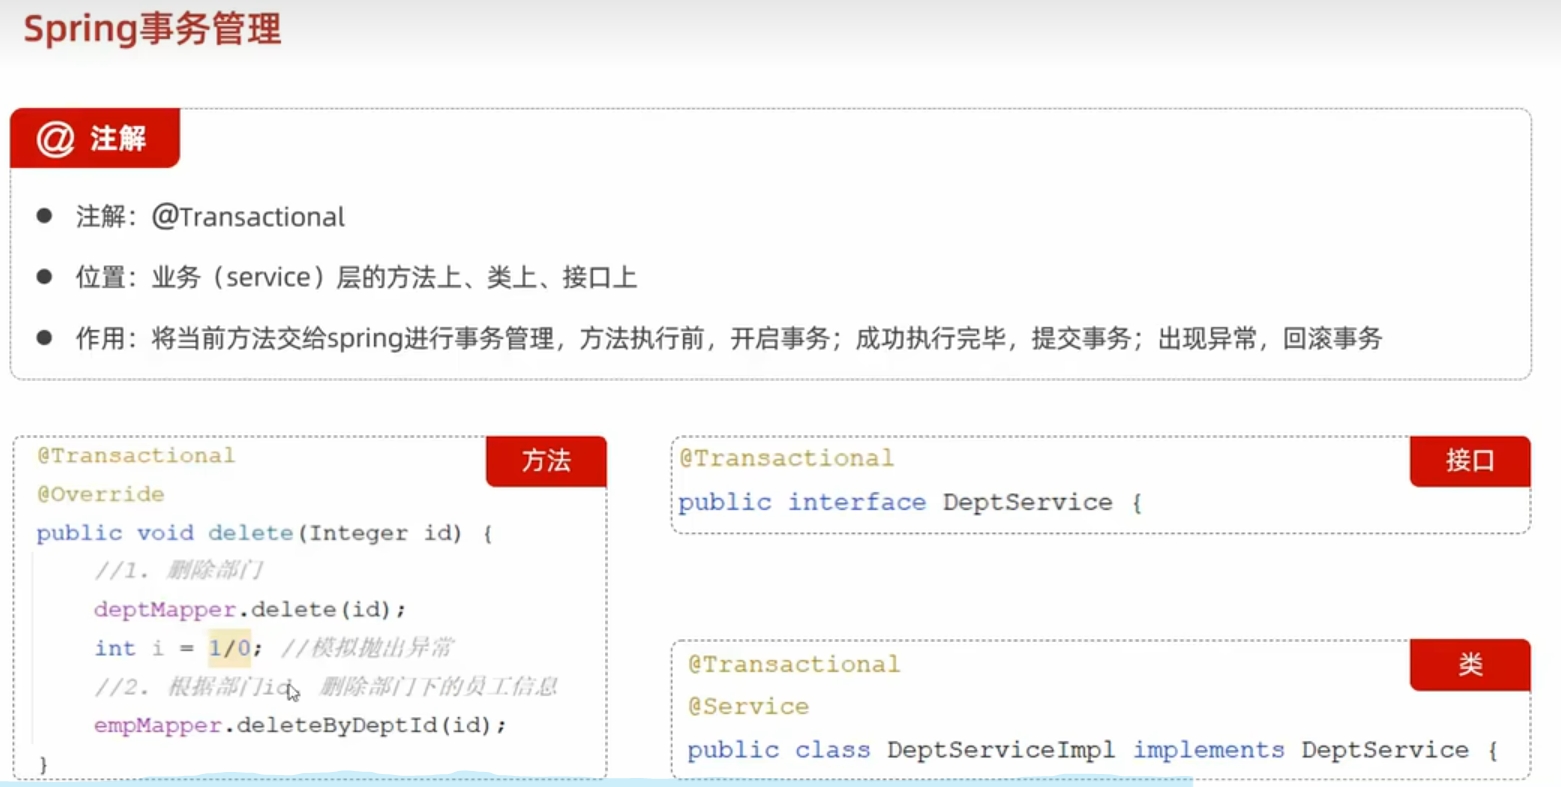 Spring事务管理
@ 注解
● 注解：@Transactional
● 位置：业务（service）层的方法上、类上、接口上
● 作用：将当前方法交给spring进行事务管理，方法执行前，开启事务；成功执行完毕，提交事务；出现异常，回滚事务
方法
@Transactional
@Override
public void delete(Integer id) {
//1. 删除部门
deptMapper.delete(id);
int i = 1/0; //模拟抛出异常
//2. 根据部门id, 删除部门下的员工信息
empMapper.deleteByDeptId(id);
}
接口
@Transactional
public interface DeptService {
类
@Transactional
@Service
public class DeptServiceImpl implements DeptService {